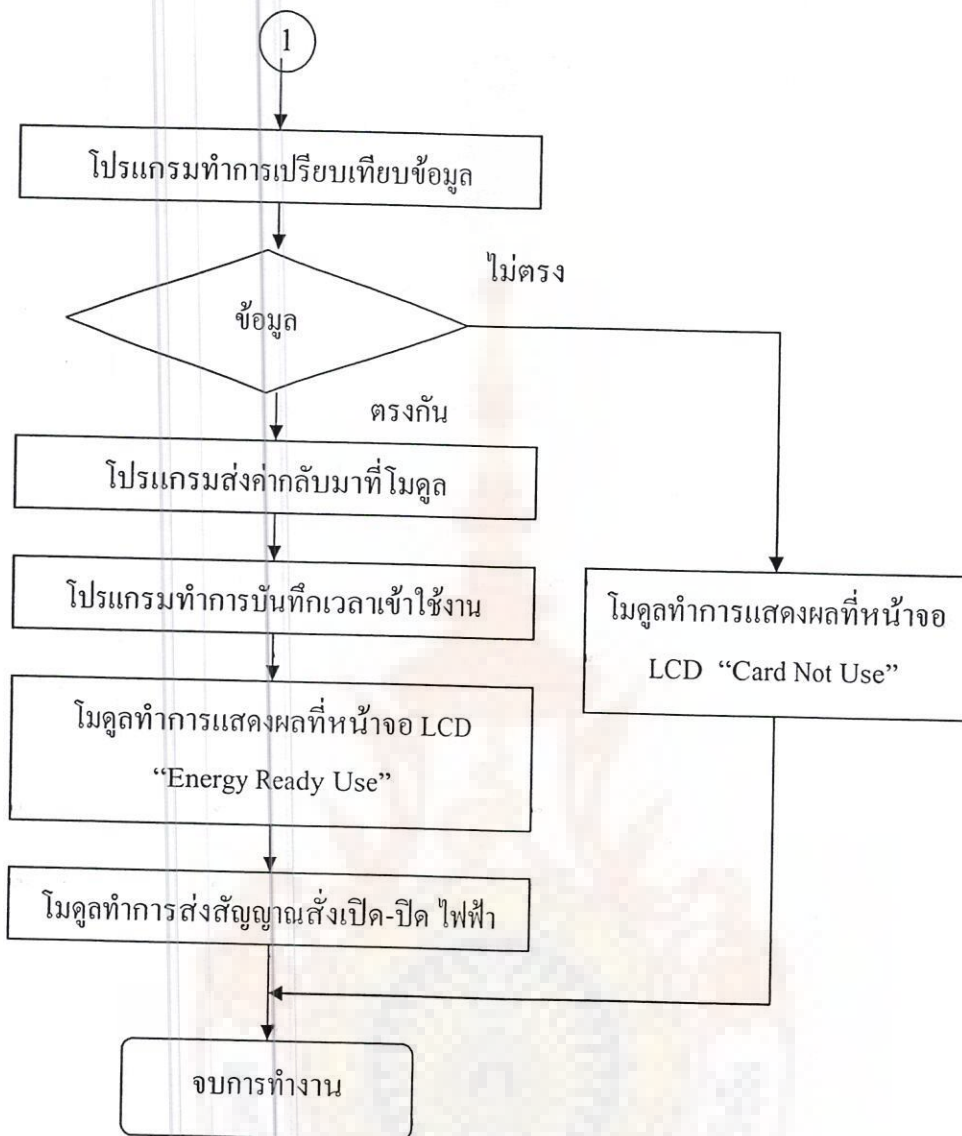 1
โปรแกรมทำการเปรียบเทียบข้อมูล
ไม่ตรง
ข้อมูล
ตรงกัน
โปรแกรมส่งค่ากลับมาที่โมดูล
โปรแกรมทำการบันทึกเวลาเข้าใช้งาน
โมดูลทำการแสดงผลที่หน้าจอ LCD
“Energy Ready Use”
โมดูลทำการส่งสัญญาณสั่งเปิด-ปิด ไฟฟ้า
โมดูลทำการแสดงผลที่หน้าจอ
LCD “Card Not Use”
จบการทำงาน